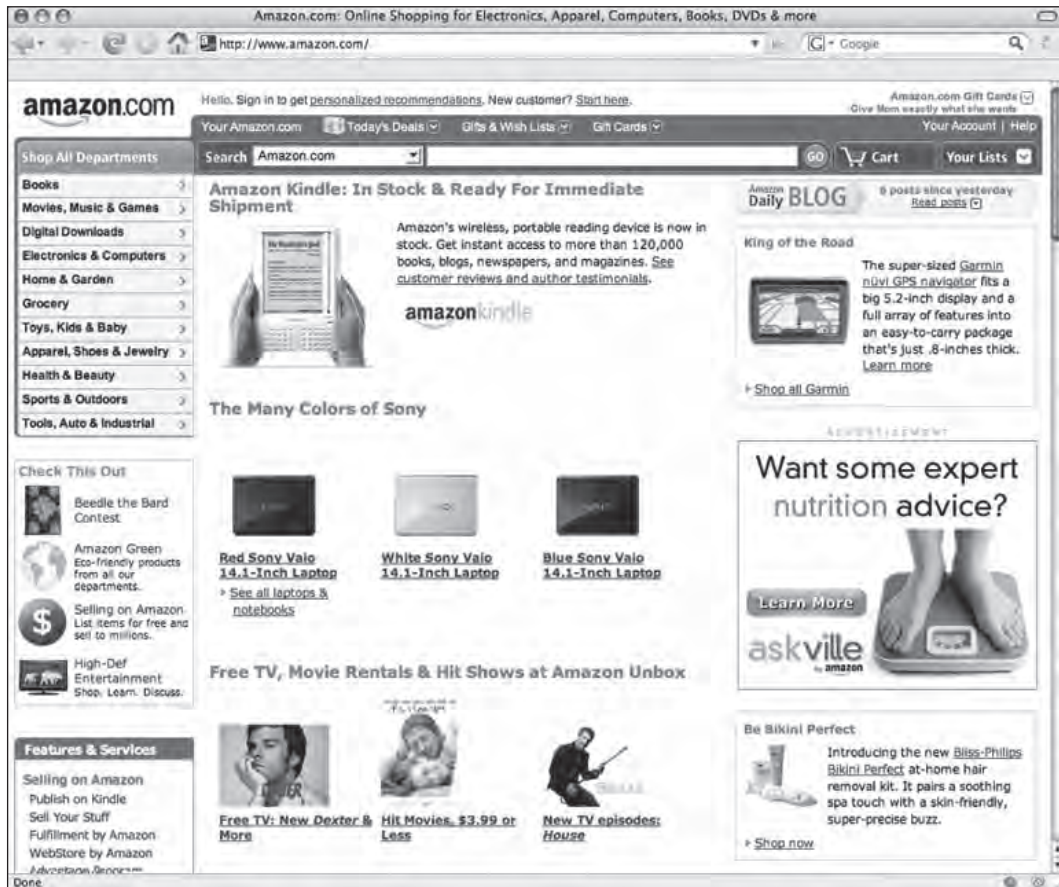 Amazon.com: Online Shopping for Electronics, Apparel, Computers, Books, DVDs & more
http://www.amazon.com/
G
Google
amazon.com
Hello. Sign in to get personalized recommendations. New customer? Start here.
Amazon.com Gift Cards
Give Mom exactly what she wants
Your Amazon.com
Today's Deals
Gifts & Wish Lists
Gift Cards
Your Account | Help
Shop All Departments
Search
Amazon.com
GO
Cart
Your Lists
Books
Movies, Music & Games
Digital Downloads
Electronics & Computers
Home & Garden
Grocery
Toys, Kids & Baby
Apparel, Shoes & Jewelry
Health & Beauty
Sports & Outdoors
Tools, Auto & Industrial
Check This Out
Beedle the Bard
Contest
Amazon Green
Eco-friendly products
from all our
departments.
$
Selling on Amazon
List items for free and
sell to millions.
High-Def
Entertainment
Shop. Learn. Discuss.
Features & Services
Selling on Amazon
Publish on Kindle
Sell Your Stuff
Fulfillment by Amazon
WebStore by Amazon
Advantage Program
Amazon Kindle: In Stock & Ready For Immediate
Shipment
Amazon's wireless, portable reading device is now in
stock. Get instant access to more than 120,000
books, blogs, newspapers, and magazines. See
customer reviews and author testimonials.
amazonkindle
The Many Colors of Sony
Red Sony Vaio
14.1-Inch Laptop
See all laptops &
notebooks
White Sony Vaio
14.1-Inch Laptop
Blue Sony Vaio
14.1-Inch Laptop
Free TV, Movie Rentals & Hit Shows at Amazon Unbox
DEXTER
Free TV: New Dexter &
More
Hit Movies, $3.99 or
Less
New TV episodes:
House
Amazon
Daily BLOG
posts since yesterday
Read posts
King of the Road
The super-sized Garmin
nüvi GPS navigator fits a
big 5.2-inch display and a
full array of features into
an easy-to-carry package
that's just .8-inches thick.
Learn more
Shop all Garmin
ADVERTISEMENT
Want some expert
nutrition advice?
Learn More
askville
by amazon
Be Bikini Perfect
Introducing the new Bliss-Philips
Bikini Perfect at-home hair
removal kit. It pairs a soothing
spa touch with a skin-friendly,
super-precise buzz.
Shop now
Done